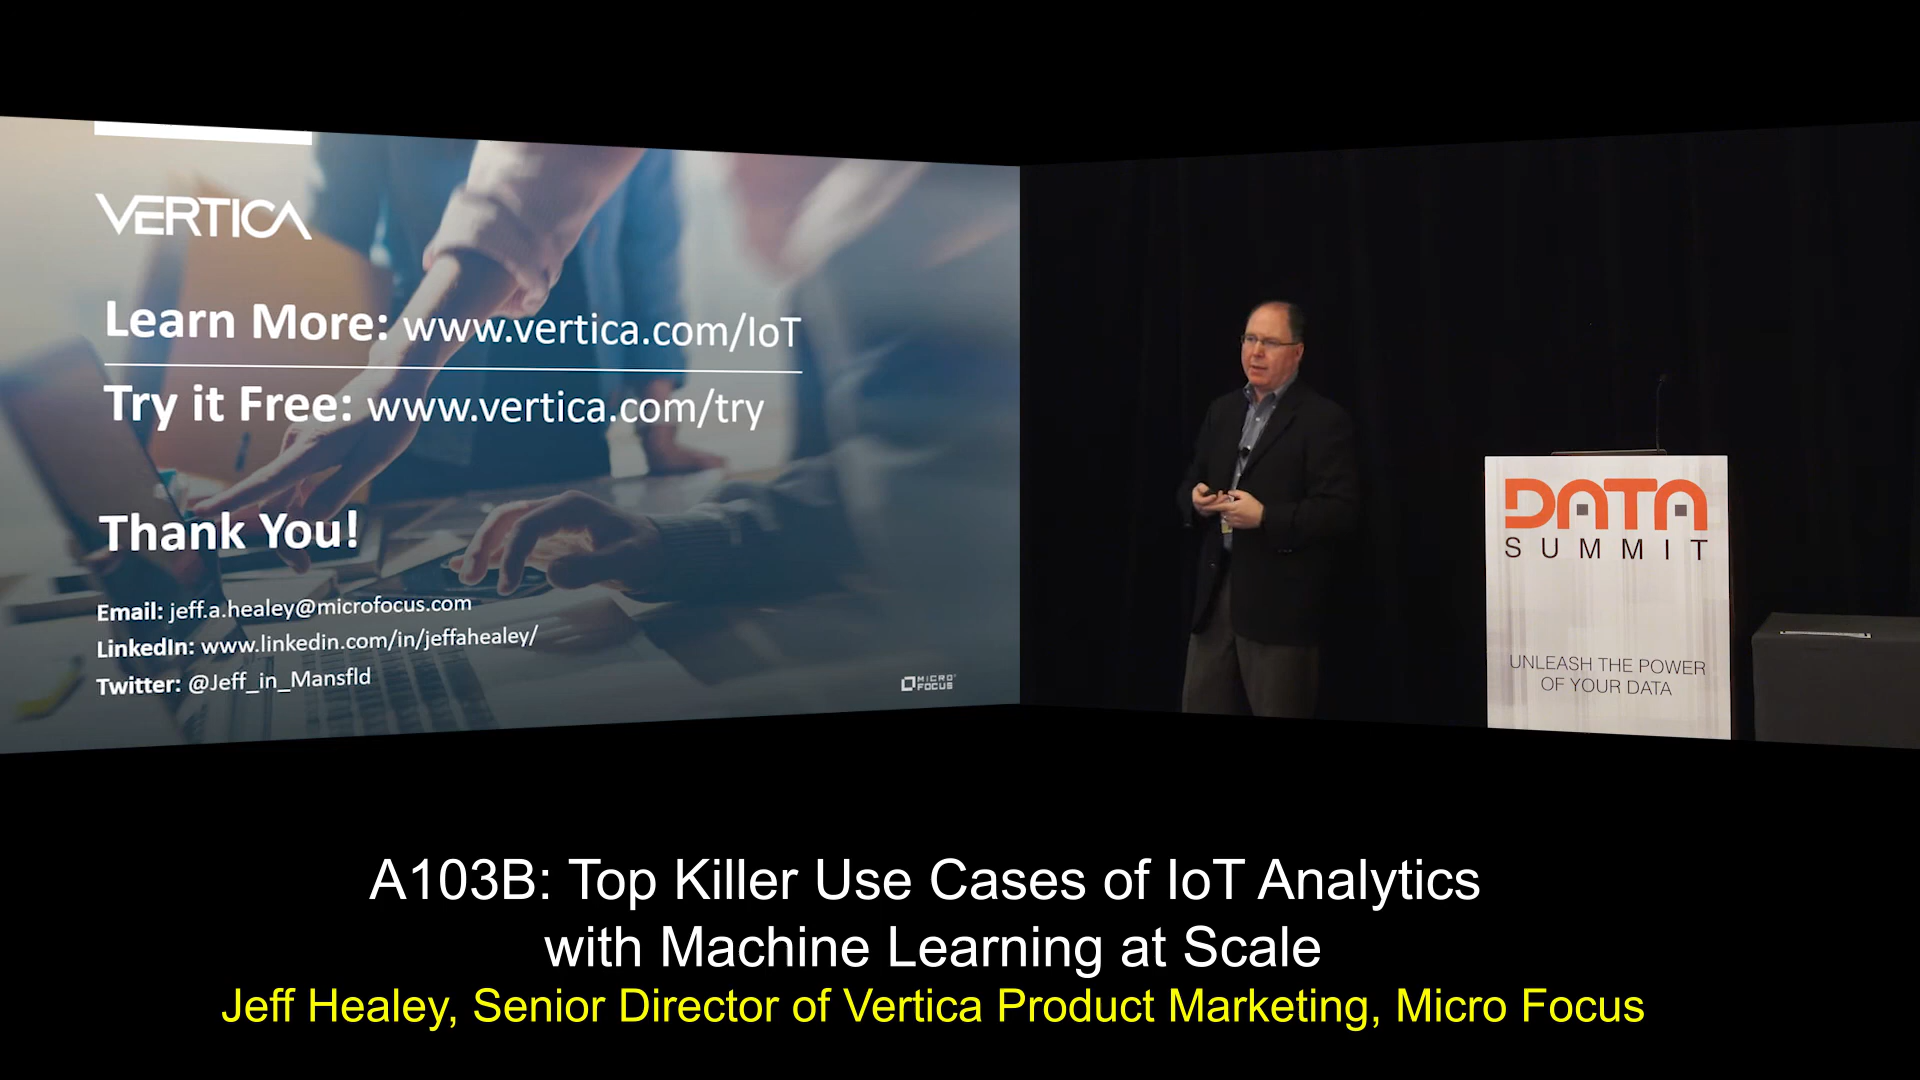 VERTICA
Learn More: www.vertica.com/IoT
Try it Free: www.vertica.com/try
Thank You!
Email: jeff.a.healey@microfocus.com
LinkedIn: www.linkedin.com/in/jeffahealey/
Twitter: @Jeff_in_Mansfld
MICRO
FOCUS
DATA
SUMMIT
UNLEASH THE POWER
OF YOUR DATA
A103B: Top Killer Use Cases of IoT Analytics
with Machine Learning at Scale
Jeff Healey, Senior Director of Vertica Product Marketing, Micro Focus